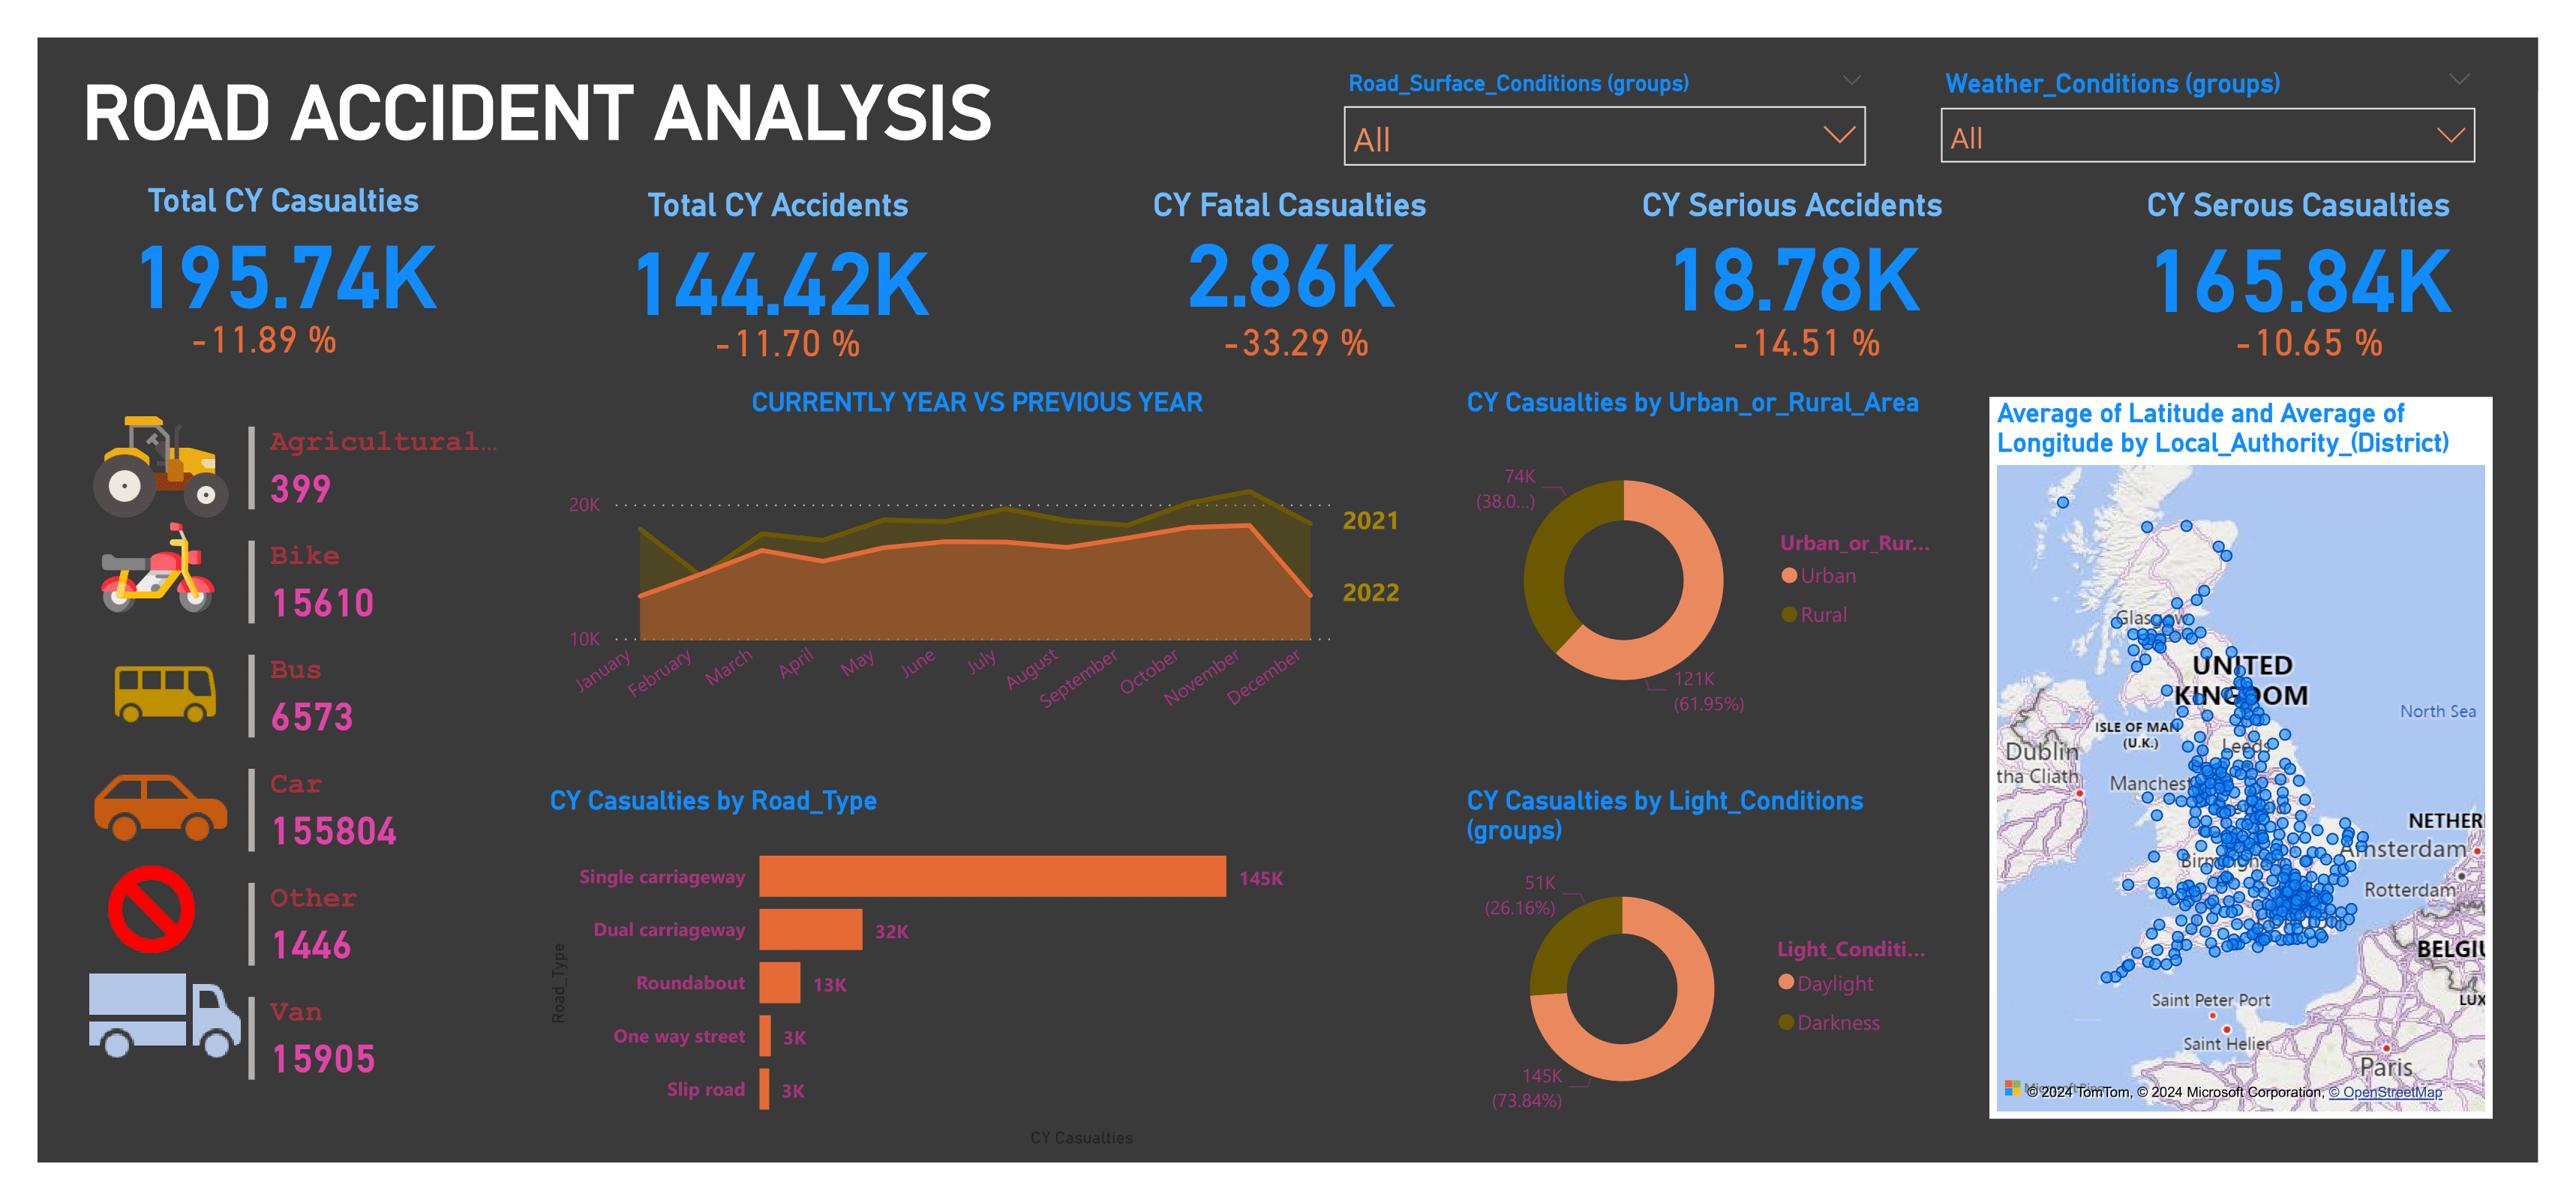 ROAD ACCIDENT ANALYSIS
Road_Surface_Conditions (groups)
All
Weather_Conditions (groups)
All
Total CY Casualties
195.74K
-11.89 %
Total CY Accidents
144.42K
-11.70 %
CY Fatal Casualties
2.86K
-33.29 %
CY Serious Accidents
18.78K
-14.51 %
CY Serous Casualties
165.84K
-10.65 %
Agricultural...
399
Bike
15610
Bus
6573
Car
155804
Other
1446
Van
15905
CURRENTLY YEAR VS PREVIOUS YEAR
20K
10K
2021
2022
January
February
March
April
May
June
July
August
September
October
November
December
CY Casualties by Road_Type
Road_Type
Single carriageway
145K
Dual carriageway
32K
Roundabout
13K
One way street
3K
Slip road
3K
CY Casualties
CY Casualties by Urban_or_Rural_Area
74K
(38.0...)
121K
(61.95%)
Urban_or_Rur...
Urban
Rural
CY Casualties by Light_Conditions
(groups)
51K
(26.16%)
145K
(73.84%)
Light_Conditi...
Daylight
Darkness
Average of Latitude and Average of
Longitude by Local_Authority_(District)
Glasgow
UNITED
KINGDOM
North Sea
ISLE OF MAN
(U.K.)
Leeds
Dublin
tha Cliath
Manches
NETHER
Amsterdam
Birmingham
Rotterdam
BELGIU
LUX
Saint Peter Port
Saint Helier
Paris
Microsoft Bing
© 2024 TomTom, © 2024 Microsoft Corporation, © OpenStreetMap